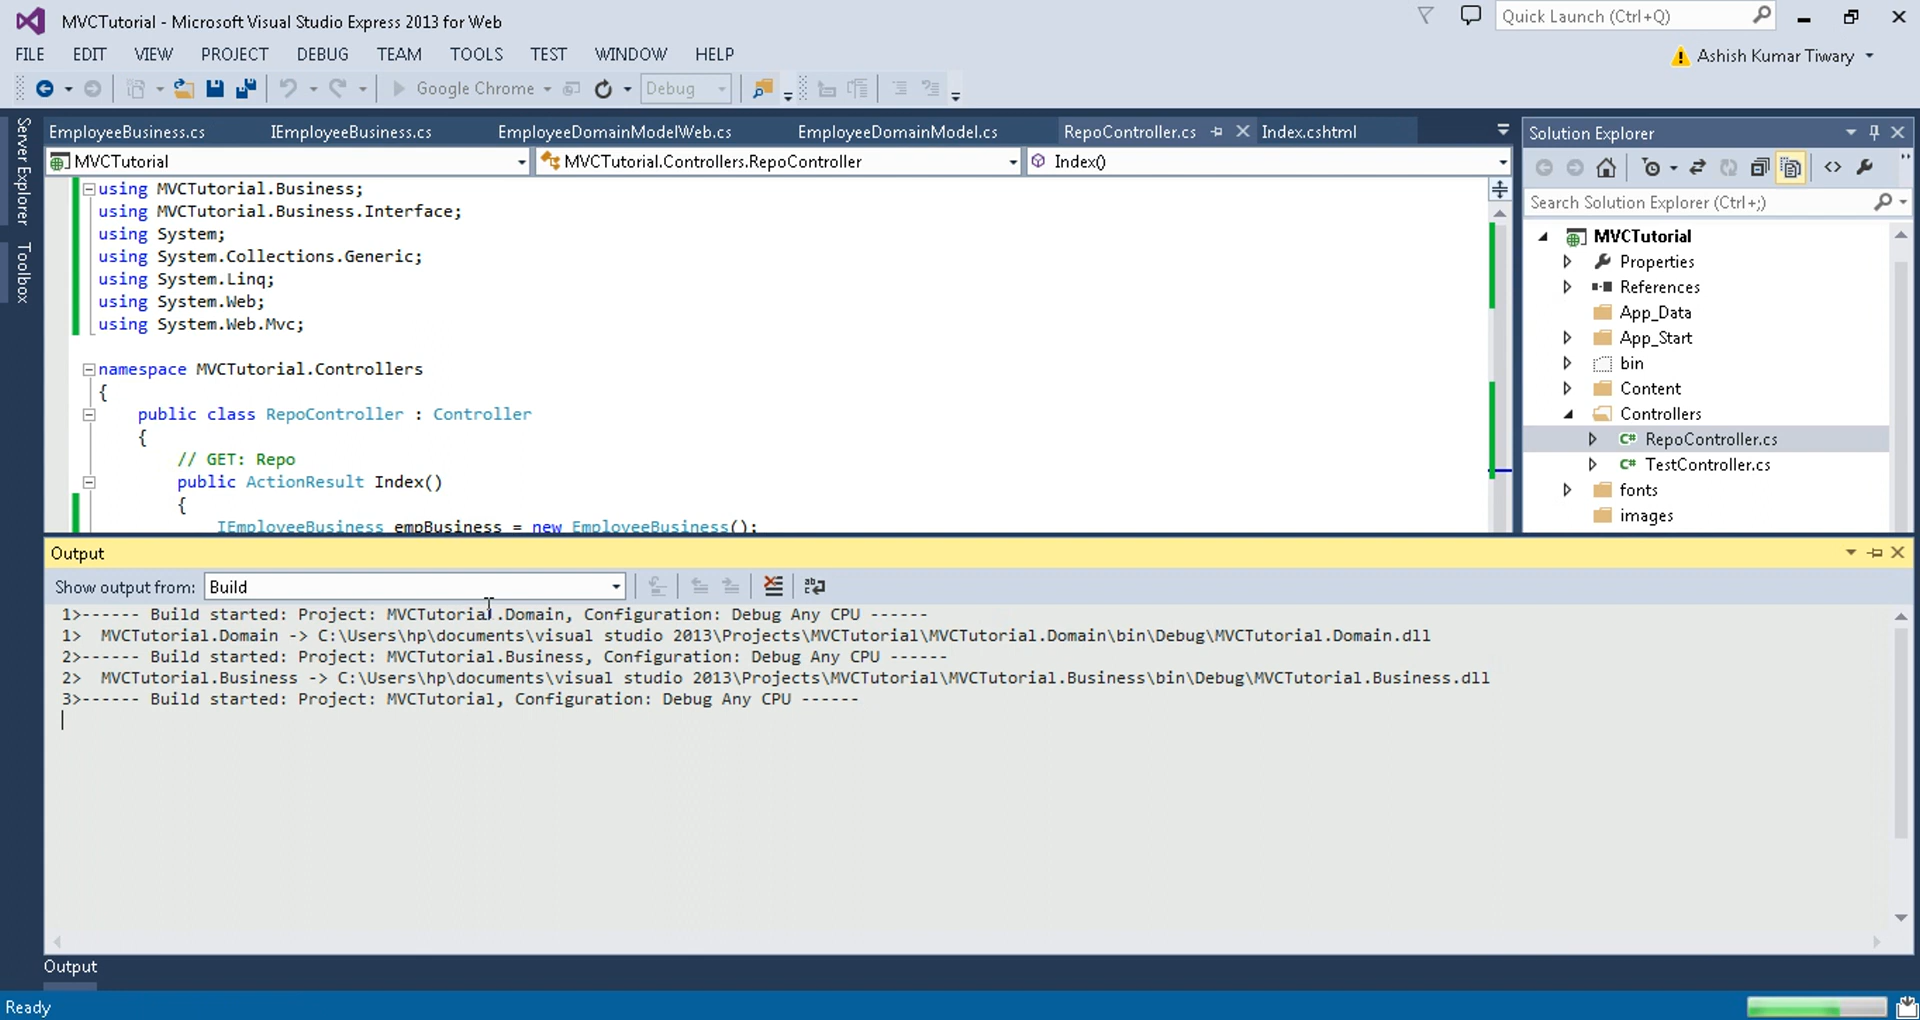 MVCTutorial - Microsoft Visual Studio Express 2013 for Web
Quick Launch (Ctrl+Q)
FILE EDIT VIEW PROJECT DEBUG TEAM TOOLS TEST WINDOW HELP
Ashish Kumar Tiwary
Google Chrome
Debug
Server Explorer
Toolbox
EmployeeBusiness.cs IEmployeeBusiness.cs EmployeeDomainModelWeb.cs EmployeeDomainModel.cs RepoController.cs Index.cshtml
MVCTutorial MVCTutorial.Controllers.RepoController Index()
using MVCTutorial.Business;
using MVCTutorial.Business.Interface;
using System;
using System.Collections.Generic;
using System.Linq;
using System.Web;
using System.Web.Mvc;
namespace MVCTutorial.Controllers
{
public class RepoController : Controller
{
// GET: Repo
public ActionResult Index()
{
IEmployeeBusiness empBusiness = new EmployeeBusiness();
Solution Explorer
Search Solution Explorer (Ctrl+;)
MVCTutorial
Properties
References
App_Data
App_Start
bin
Content
Controllers
C# RepoController.cs
C# TestController.cs
fonts
images
Output
Show output from: Build
1>------ Build started: Project: MVCTutorial.Domain, Configuration: Debug Any CPU ------
1>  MVCTutorial.Domain -> C:\Users\hp\documents\visual studio 2013\Projects\MVCTutorial\MVCTutorial.Domain\bin\Debug\MVCTutorial.Domain.dll
2>------ Build started: Project: MVCTutorial.Business, Configuration: Debug Any CPU ------
2>  MVCTutorial.Business -> C:\Users\hp\documents\visual studio 2013\Projects\MVCTutorial\MVCTutorial.Business\bin\Debug\MVCTutorial.Business.dll
3>------ Build started: Project: MVCTutorial, Configuration: Debug Any CPU ------
Output
Ready